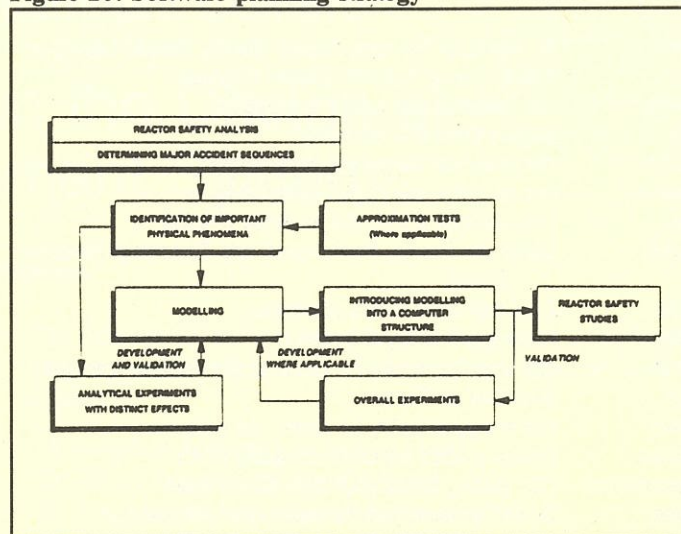 Figure 10: Software planning strategy
REACTOR SAFETY ANALYSIS
DETERMINING MAJOR ACCIDENT SEQUENCES
IDENTIFICATION OF IMPORTANT
PHYSICAL PHENOMENA
APPROXIMATION TESTS
(Where applicable)
MODELLING
INTRODUCING MODELLING
INTO A COMPUTER
STRUCTURE
REACTOR SAFETY
STUDIES
DEVELOPMENT
AND VALIDATION
DEVELOPMENT
WHERE APPLICABLE
VALIDATION
ANALYTICAL EXPERIMENTS
WITH DISTINCT EFFECTS
OVERALL EXPERIMENTS